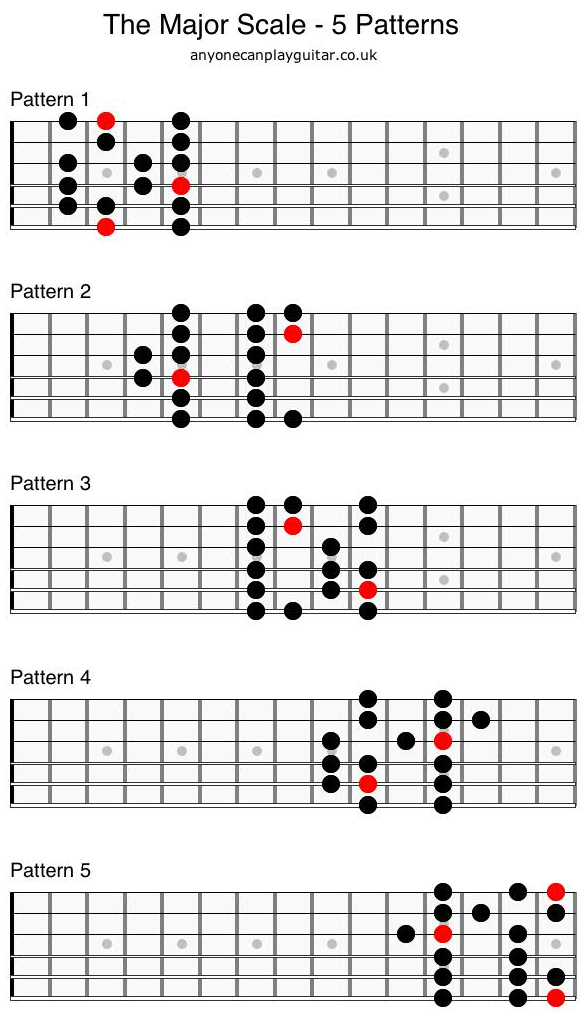 The Major Scale - 5 Patterns
anyonecanplayguitar.co.uk
Pattern 1
Pattern 2
Pattern 3
Pattern 4
Pattern 5